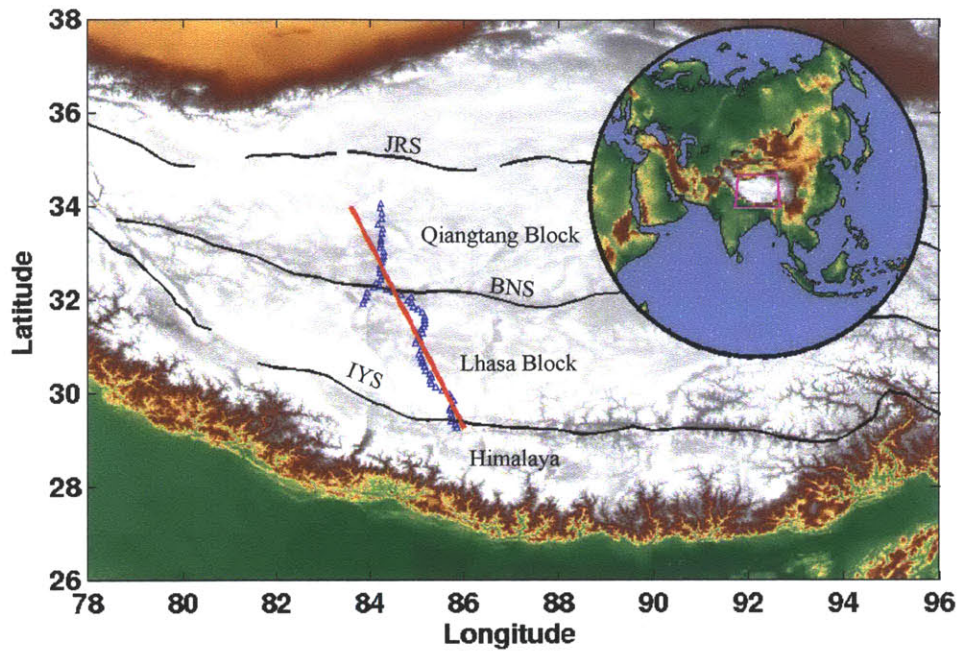 38
36
34
32
30
28
26
Latitude
JRS
Qiangtang Block
BNS
Lhasa Block
IYS
Himalaya
78 80 82 84 86 88 90 92 94 96
Longitude